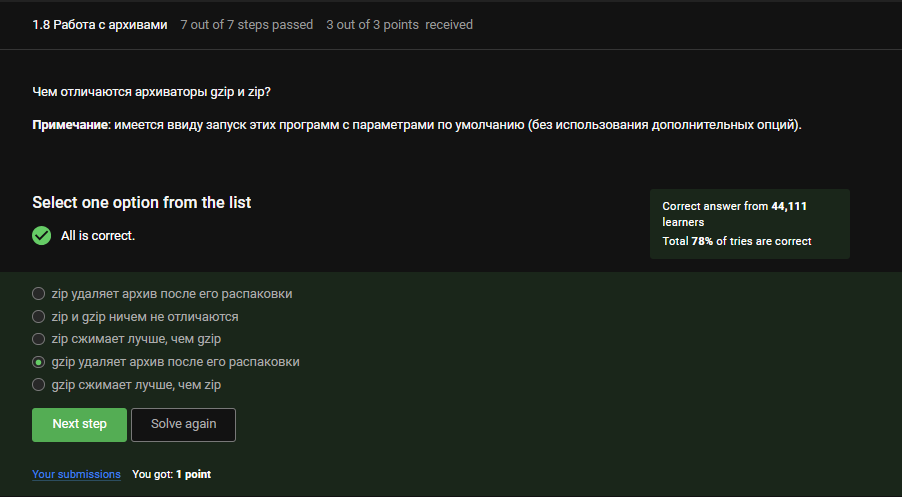 1.8 Работа с архивами 7 out of 7 steps passed 3 out of 3 points received
Чем отличаются архиваторы gzip и zip?
Примечание: имеется ввиду запуск этих программ с параметрами по умолчанию (без использования дополнительных опций).
Select one option from the list
Correct answer from 44,111
learners
Total 78% of tries are correct
All is correct.
zip удаляет архив после его распаковки
zip и gzip ничем не отличаются
zip сжимает лучше, чем gzip
gzip удаляет архив после его распаковки
gzip сжимает лучше, чем zip
Next step Solve again
Your submissions You got: 1 point